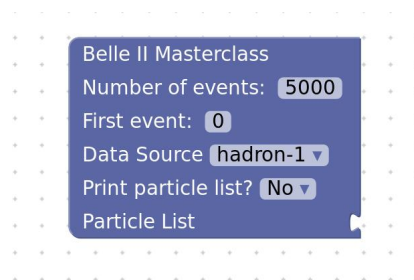 Belle II Masterclass
Number of events: 5000
First event: 0
Data Source hadron-1 ▾
Print particle list? No ▾
Particle List